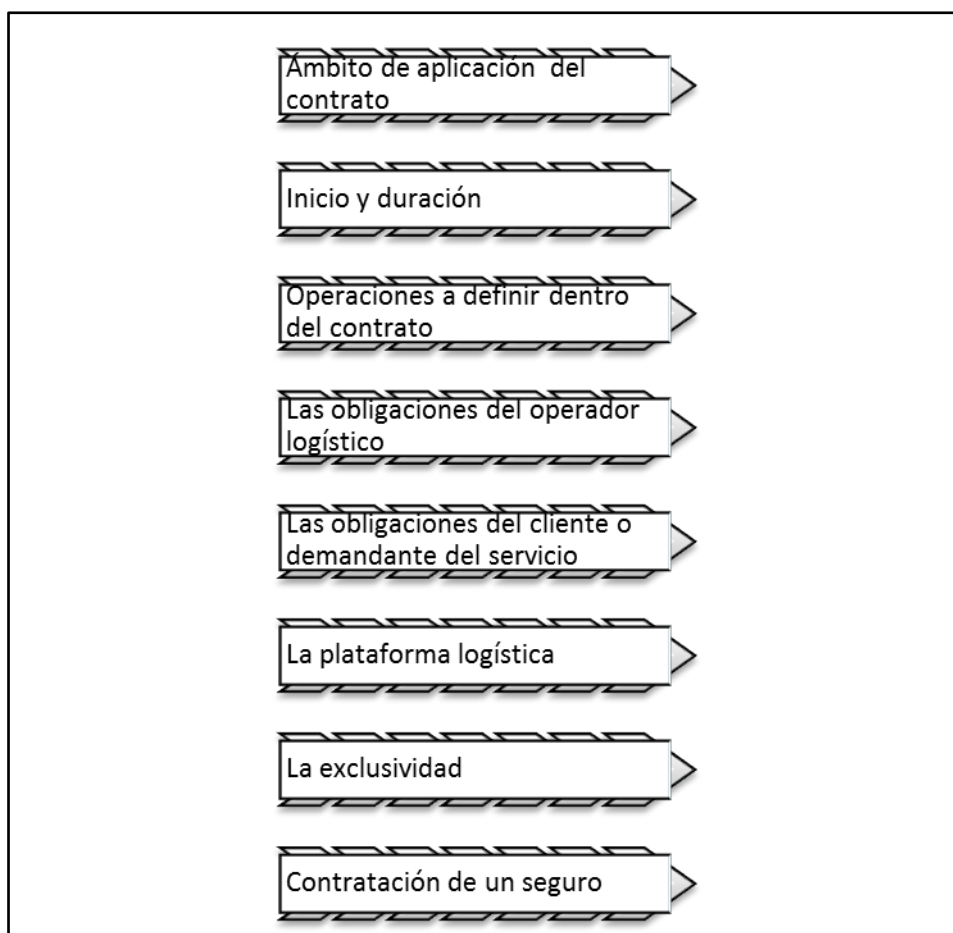 Ámbito de aplicación  del
contrato
Inicio y duración
Operaciones a definir dentro
del contrato
Las obligaciones del operador
logístico
Las obligaciones del cliente o
demandante del servicio
La plataforma logística
La exclusividad
Contratación de un seguro